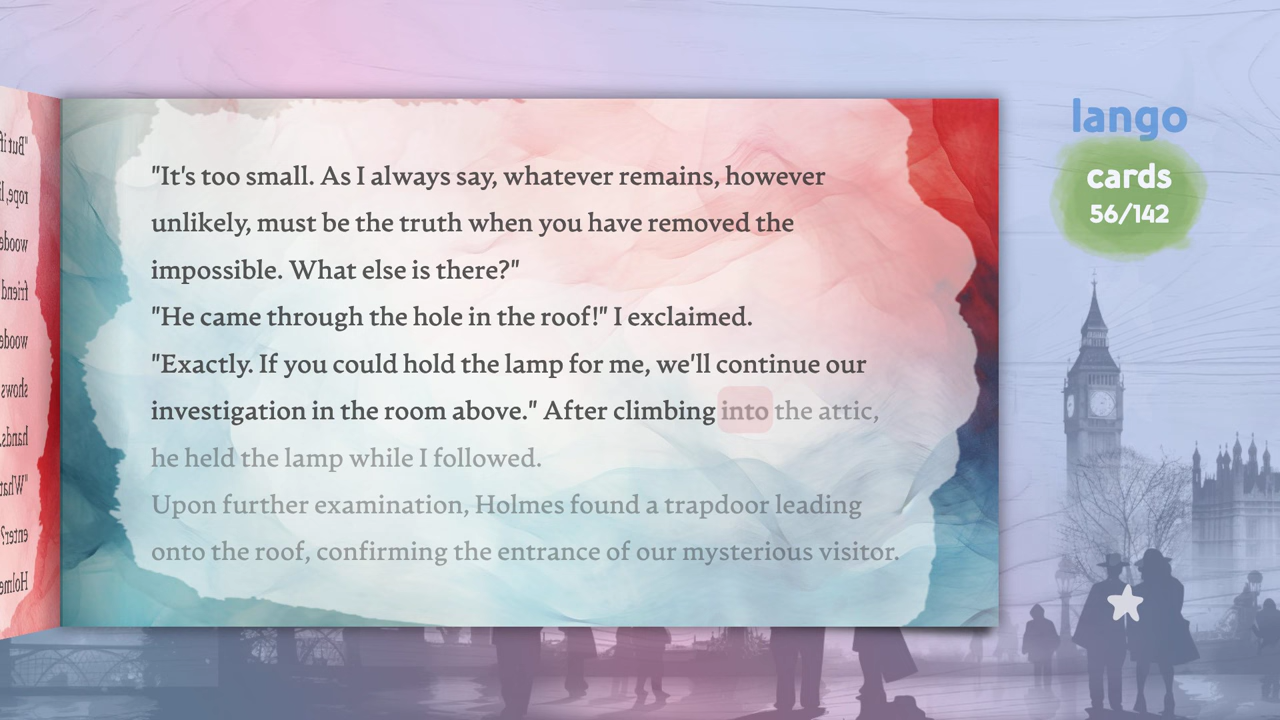 "It's too small. As I always say, whatever remains, however
unlikely, must be the truth when you have removed the
impossible. What else is there?"
"He came through the hole in the roof!" I exclaimed.
"Exactly. If you could hold the lamp for me, we'll continue our
investigation in the room above." After climbing into the attic,
he held the lamp while I followed.
Upon further examination, Holmes found a trapdoor leading
onto the roof, confirming the entrance of our mysterious visitor.
lango
cards
56/142